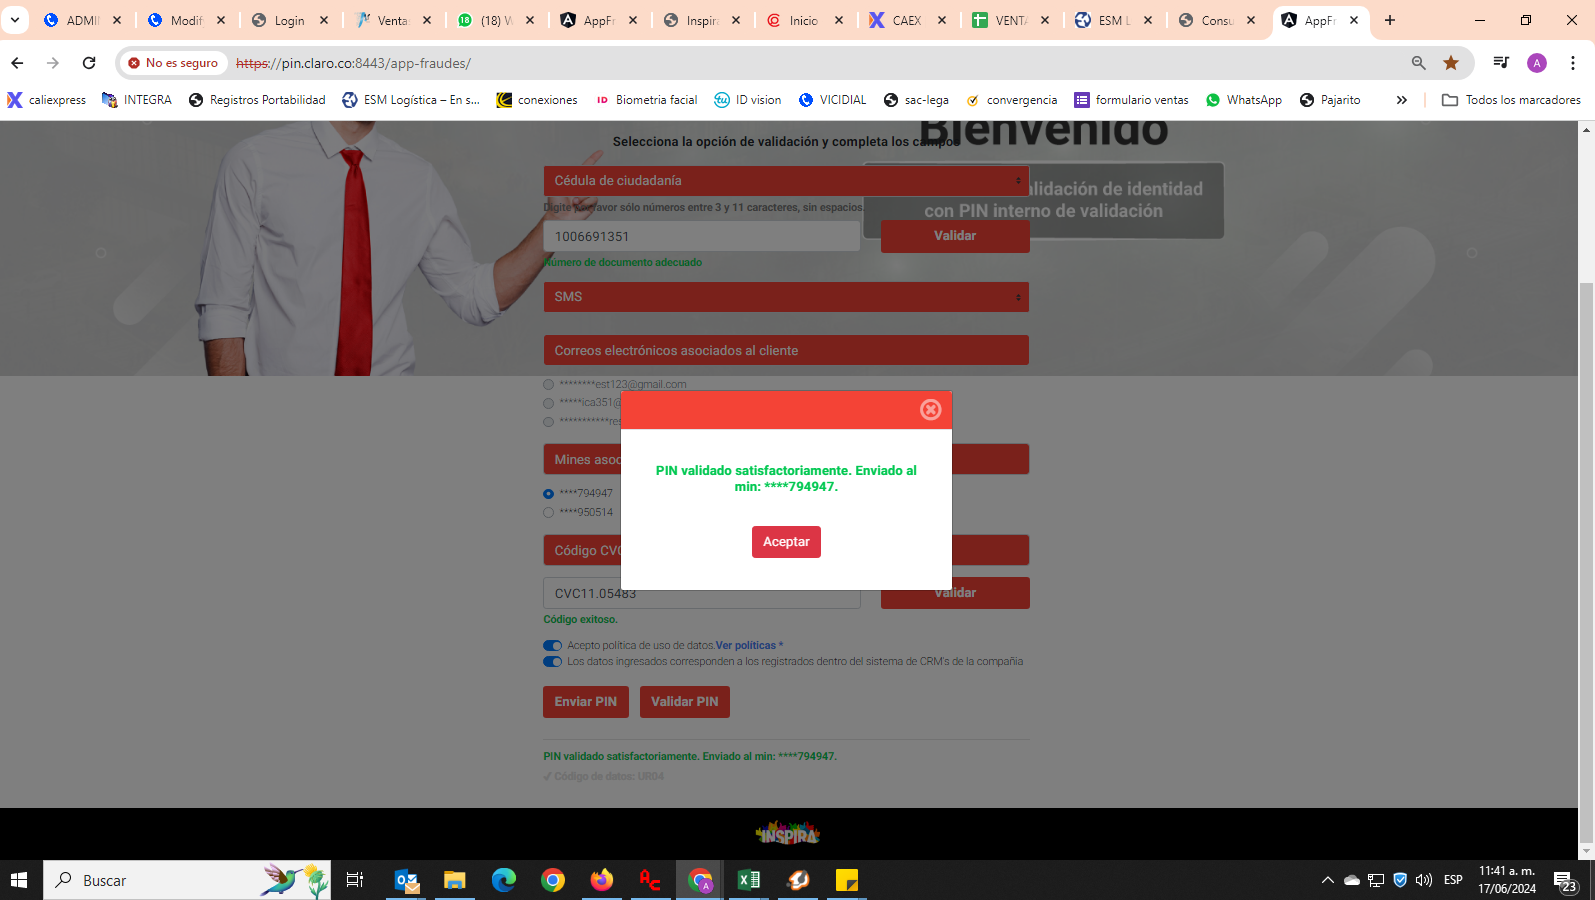 ADMI
Modif
Login
Venta
(18) W
AppFr
Inspir
Inicio
CAEX
VENTA
ESM L
Consu
AppFr
No es seguro
https://pin.claro.co:8443/app-fraudes/
A
caliexpress
INTEGRA
Registros Portabilidad
ESM Logística – En s...
conexiones
ID
Biometria facial
ID vision
VICIDIAL
sac-lega
convergencia
formulario ventas
WhatsApp
Pajarito
»
Todos los marcadores
Bienvenido
Selecciona la opción de validación y completa los campos
Cédula de ciudadanía
alidación de identidad
con PIN interno de validación
Digite por favor sólo números entre 3 y 11 caracteres, sin espacios.
1006691351
Validar
Número de documento adecuado
SMS
Correos electrónicos asociados al cliente
********est123@gmail.com
*****ica351@
***********res
Mines asoc
****794947
****950514
PIN validado satisfactoriamente. Enviado al
min: ****794947.
Aceptar
Código CVC
CVC11.05483
Validar
Código exitoso.
Acepto política de uso de datos.Ver políticas *
Los datos ingresados corresponden a los registrados dentro del sistema de CRM's de la compañia
Enviar PIN
Validar PIN
PIN validado satisfactoriamente. Enviado al min: ****794947.
✓ Código de datos: UR04
INSPIRA
Buscar
ESP
11:41 a. m.
17/06/2024
23